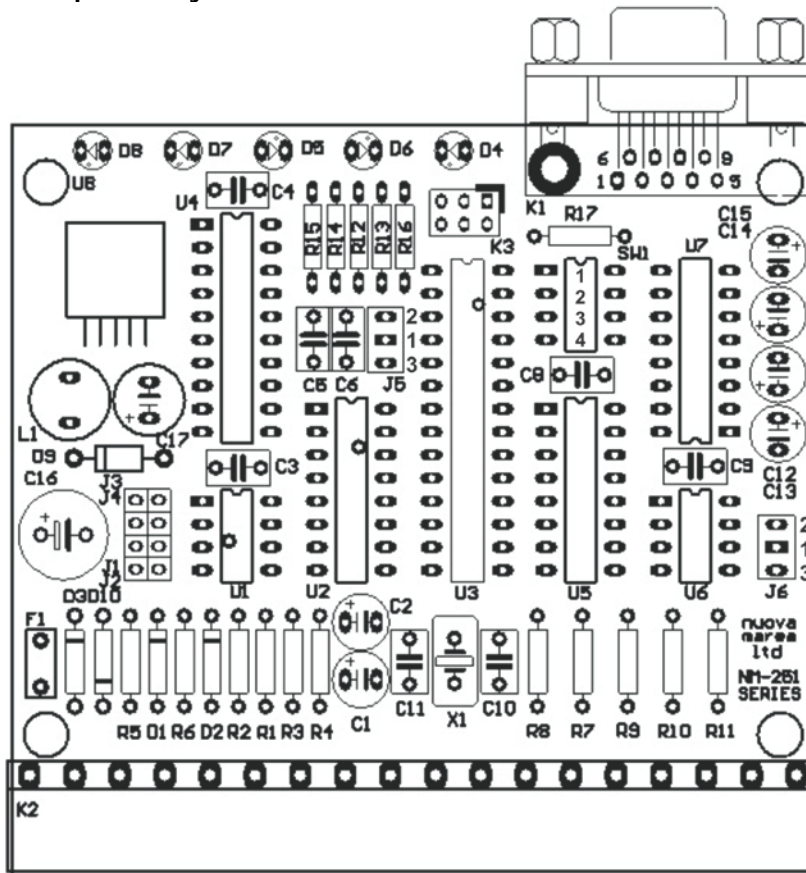 D8 D7 D5 D6 D4
6 9
1 5
U8 U4 C4 K1
R15 R14 R12 R13 R16
K3 R17 SW1 U7 C15
C14
1
2
3
4
2
1
3
C5 C6 J5 C8
L1 C17
D9 C3 C9 C12
C13
C16 J3
J4
J1
J2
2
1
3
U1 U2 U3 U5 U6 J6
F1 D3 D10 C2
nuova
marea
ltd
NM-251
SERIES
R5 D1 R6 D2 R2 R1 R3 R4 C1 C11 X1 C10 R8 R7 R9 R10 R11
K2